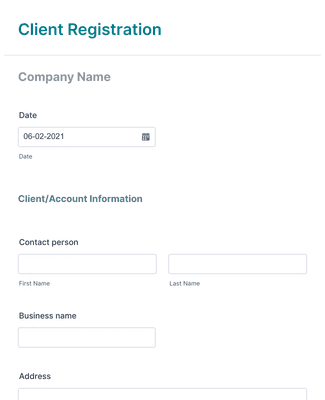 Client Registration
Company Name
Date
06-02-2021
Date
Client/Account Information
Contact person
First Name Last Name
Business name
Address